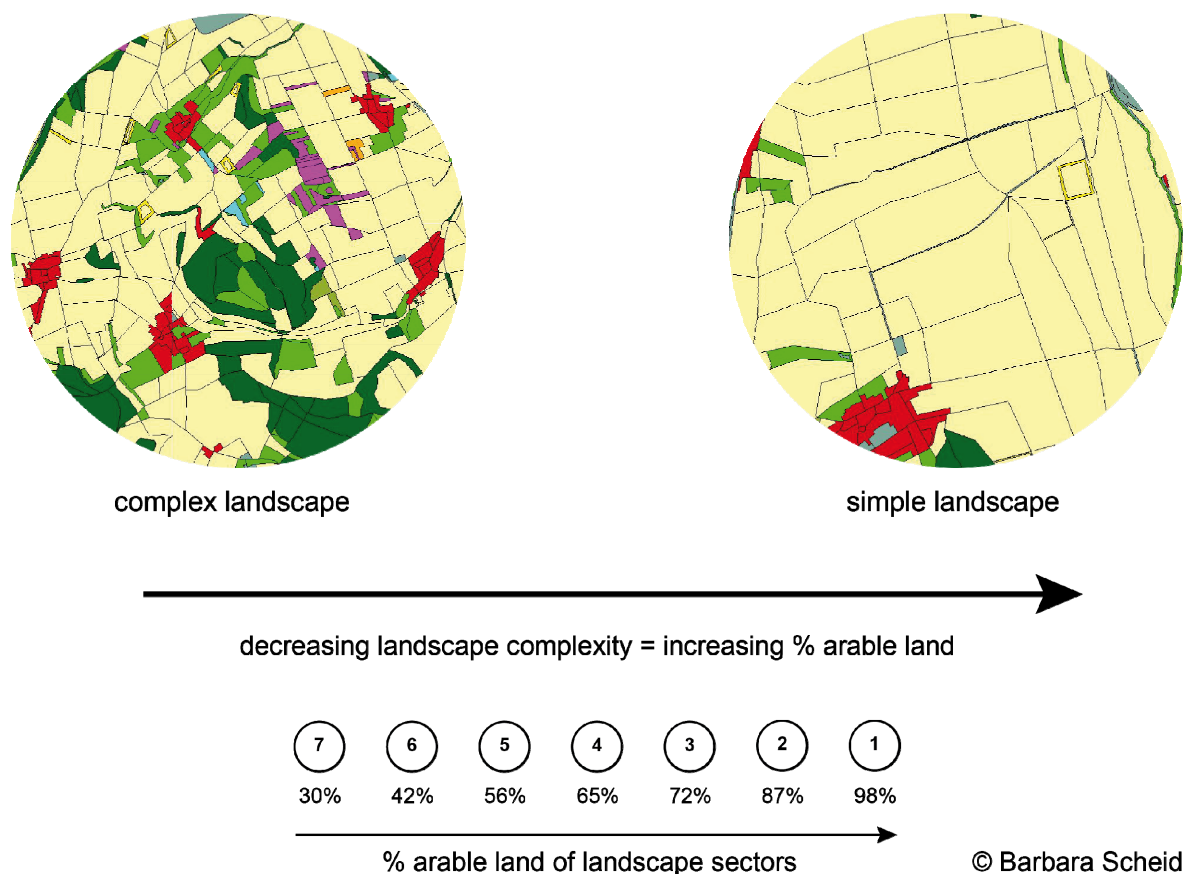 complex landscape
simple landscape
decreasing landscape complexity = increasing % arable land
7 6 5 4 3 2 1
30% 42% 56% 65% 72% 87% 98%
% arable land of landscape sectors
© Barbara Scheid